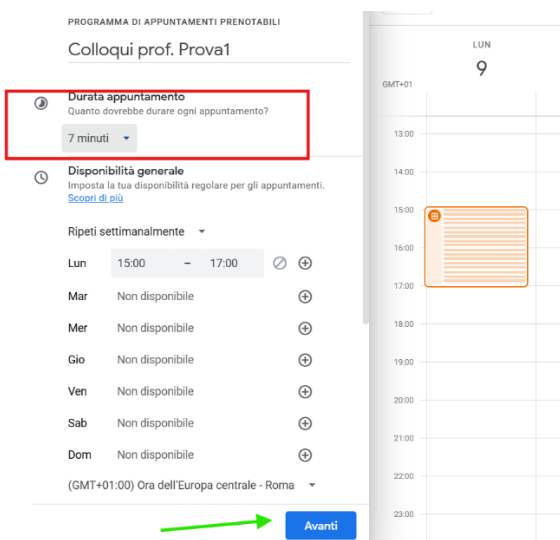 PROGRAMMA DI APPUNTAMENTI PRENOTABILI
Colloqui prof. Prova1
Durata appuntamento
Quanto dovrebbe durare ogni appuntamento?
7 minuti
Disponibilità generale
Imposta la tua disponibilità regolare per gli appuntamenti.
Scopri di più
Ripeti settimanalmente
Lun 15:00 – 17:00
Mar Non disponibile
Mer Non disponibile
Gio Non disponibile
Ven Non disponibile
Sab Non disponibile
Dom Non disponibile
(GMT+01:00) Ora dell'Europa centrale - Roma
Avanti
LUN
9
GMT+01
13:00
14:00
15:00
16:00
17:00
18:00
19:00
20:00
21:00
22:00
23:00